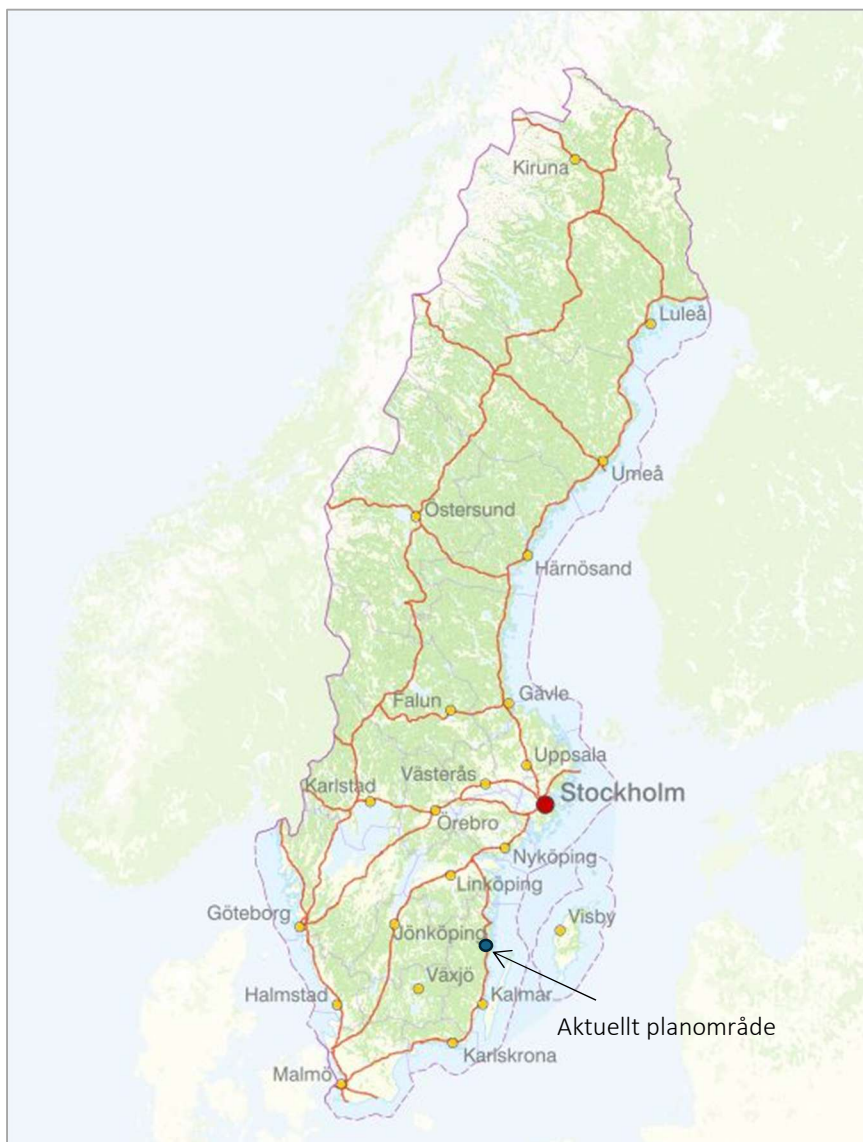 Kiruna
Luleå
Umeå
Östersund
Härnösand
Falun
Gävle
Uppsala
Västerås
Karlstad
Stockholm
Örebro
Nyköping
Linköping
Göteborg
Visby
Jönköping
Växjö
Halmstad
Kalmar
Aktuellt planområde
Karlskrona
Malmö